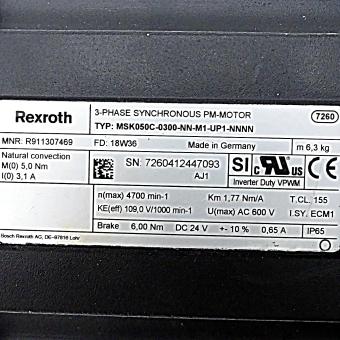 Rexroth
3-PHASE SYNCHRONOUS PM-MOTOR
7260
TYP: MSK050C-0300-NN-M1-UP1-NNNN
MNR: R911307469
FD: 18W36
Made in Germany
m 6,3 kg
Natural convection
M(0) 5,0 Nm
I(0) 3,1 A
SN: 7260412447093
AJ1
SI
c RU us
CE
Inverter Duty VPWM
n(max) 4700 min-1
Km 1,77 Nm/A
T.CL. 155
KE(eff) 109,0 V/1000 min-1
U(max) AC 600 V
I.SY. ECM1
Brake 6,00 Nm DC 24 V +- 10 % 0,65 A
IP65
Bosch Rexroth AG, DE-97816 Lohr